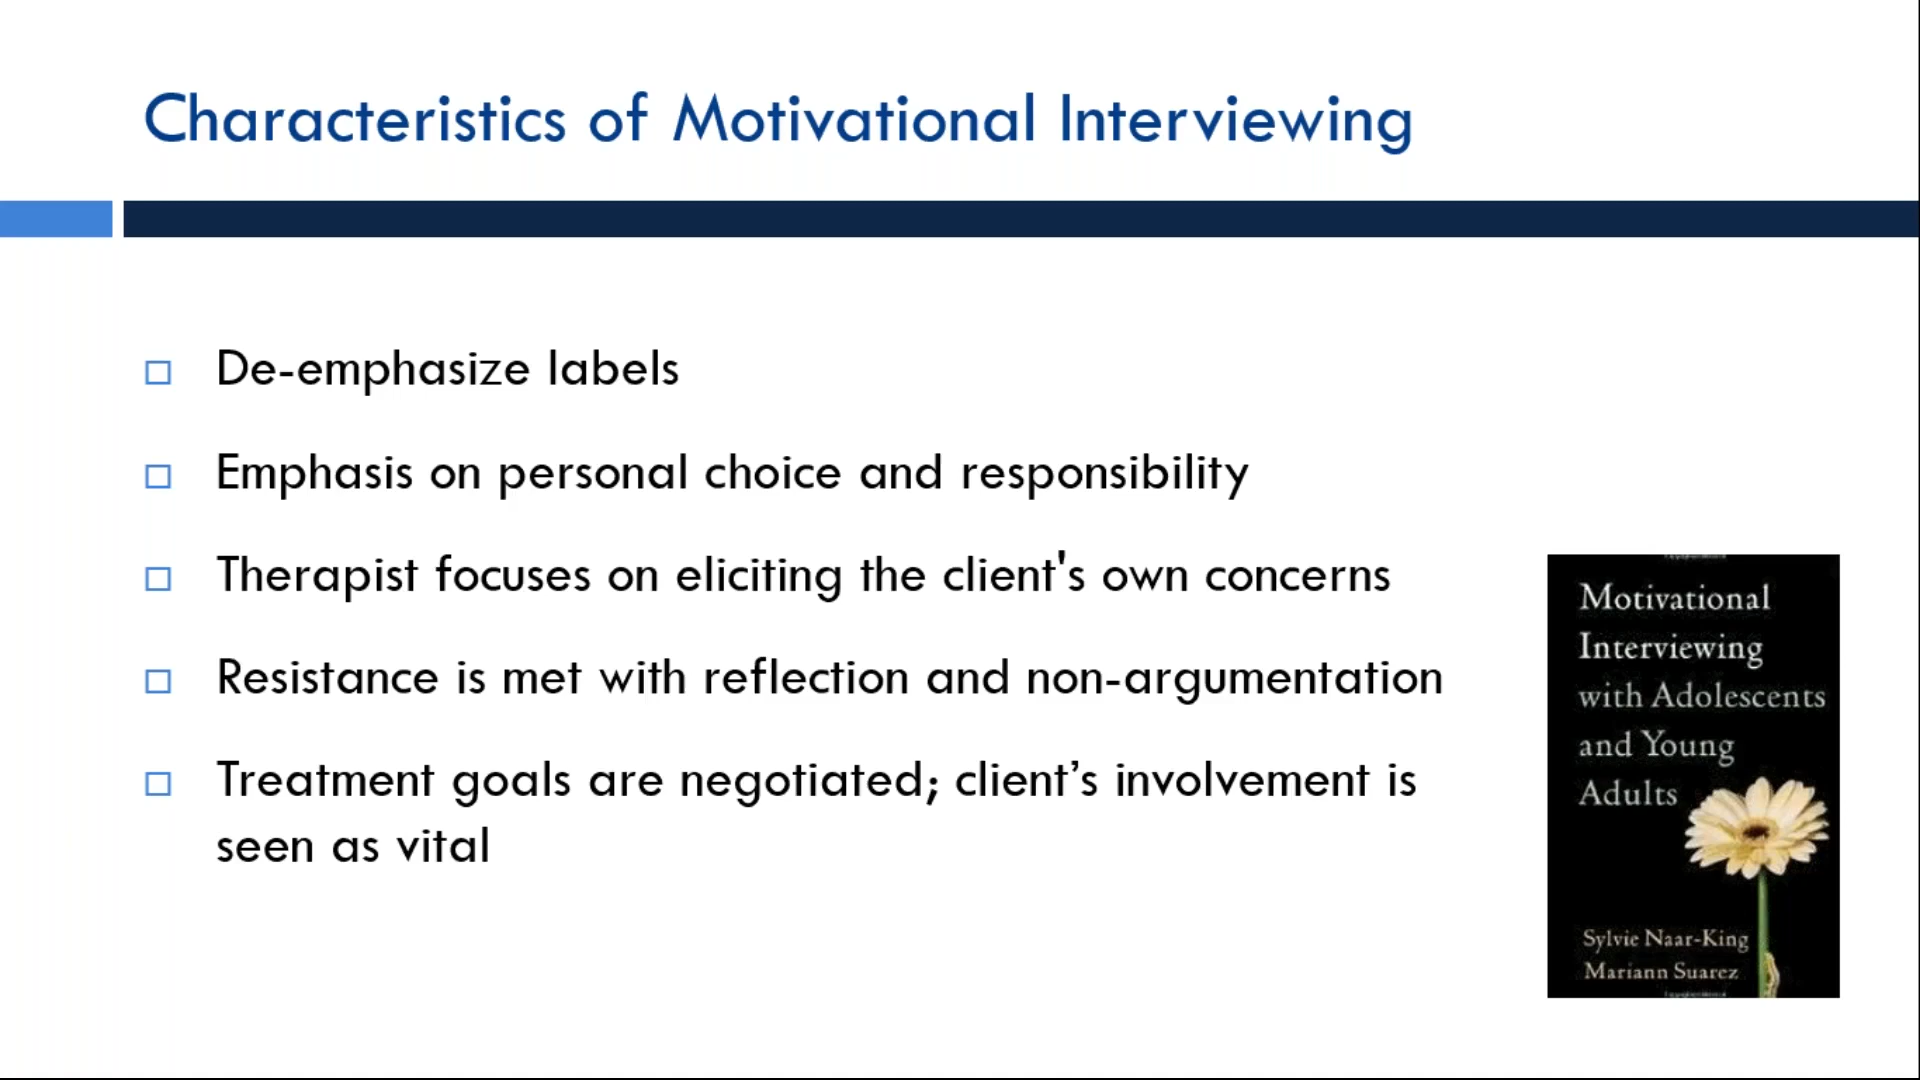 Characteristics of Motivational Interviewing
De-emphasize labels
Emphasis on personal choice and responsibility
Therapist focuses on eliciting the client's own concerns
Resistance is met with reflection and non-argumentation
Treatment goals are negotiated; client’s involvement is
seen as vital
Motivational
Interviewing
with Adolescents
and Young
Adults
Sylvie Naar-King
Mariann Suarez